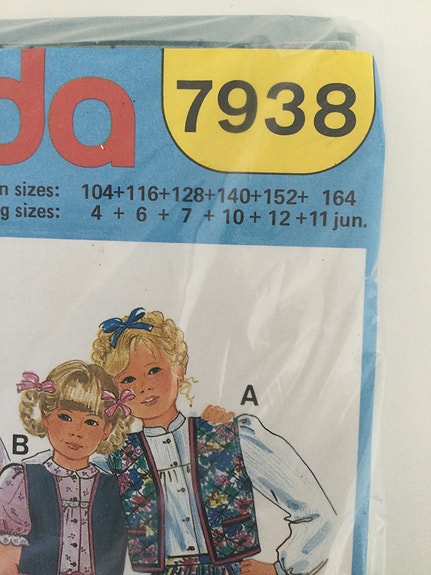 da
7938
n sizes: 104+116+128+140+152+ 164
g sizes: 4 + 6 + 7 + 10 + 12 +11 jun.
A
B